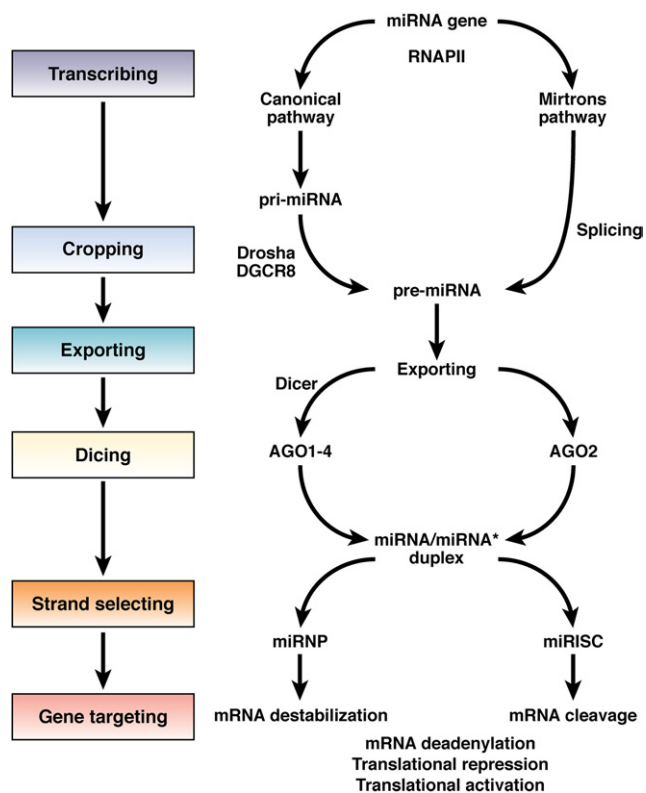 Transcribing
Cropping
Exporting
Dicing
Strand selecting
Gene targeting
miRNA gene
RNAPII
Canonical
pathway
Mirtrons
pathway
pri-miRNA
Drosha
DGCR8
Splicing
pre-miRNA
Exporting
Dicer
AGO1-4
AGO2
miRNA/miRNA*
duplex
miRNP
miRISC
mRNA destabilization
mRNA cleavage
mRNA deadenylation
Translational repression
Translational activation